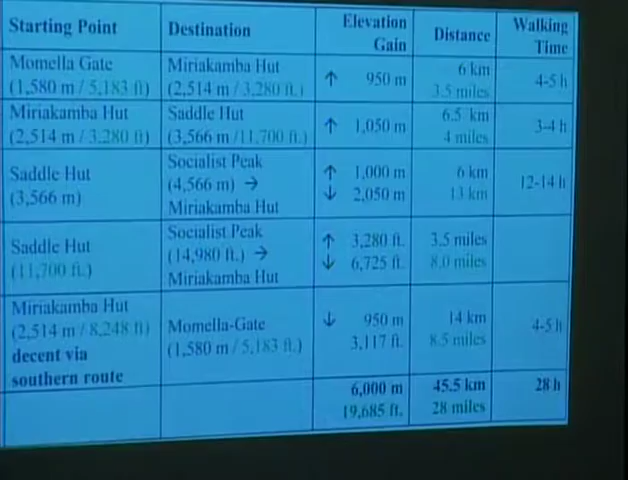 Starting Point Destination Elevation Gain Distance Walking Time
Momella Gate Miriakamba Hut ↑ 950 m 6 km 4-5 h
(1,580 m / 5,183 ft) (2,514 m / 3,280 ft.) 3.5 miles
Miriakamba Hut Saddle Hut ↑ 1,050 m 6.5 km 3-4 h
(2,514 m / 3,280 ft) (3,566 m /11,700 ft.) 4 miles
Saddle Hut Socialist Peak ↑ 1,000 m 6 km 12-14 h
(3,566 m) (4,566 m) → ↓ 2,050 m 13 km
Miriakamba Hut
Saddle Hut Socialist Peak ↑ 3,280 ft. 3.5 miles
(11,700 ft.) (14,980 ft.) → ↓ 6,725 ft. 8.0 miles
Miriakamba Hut
Miriakamba Hut Momella-Gate ↓ 950 m 14 km 4-5 h
(2,514 m / 8,248 ft) (1,580 m / 5,183 ft.) 3,117 ft. 8.5 miles
decent via
southern route
6,000 m 45.5 km 28 h
19,685 ft. 28 miles